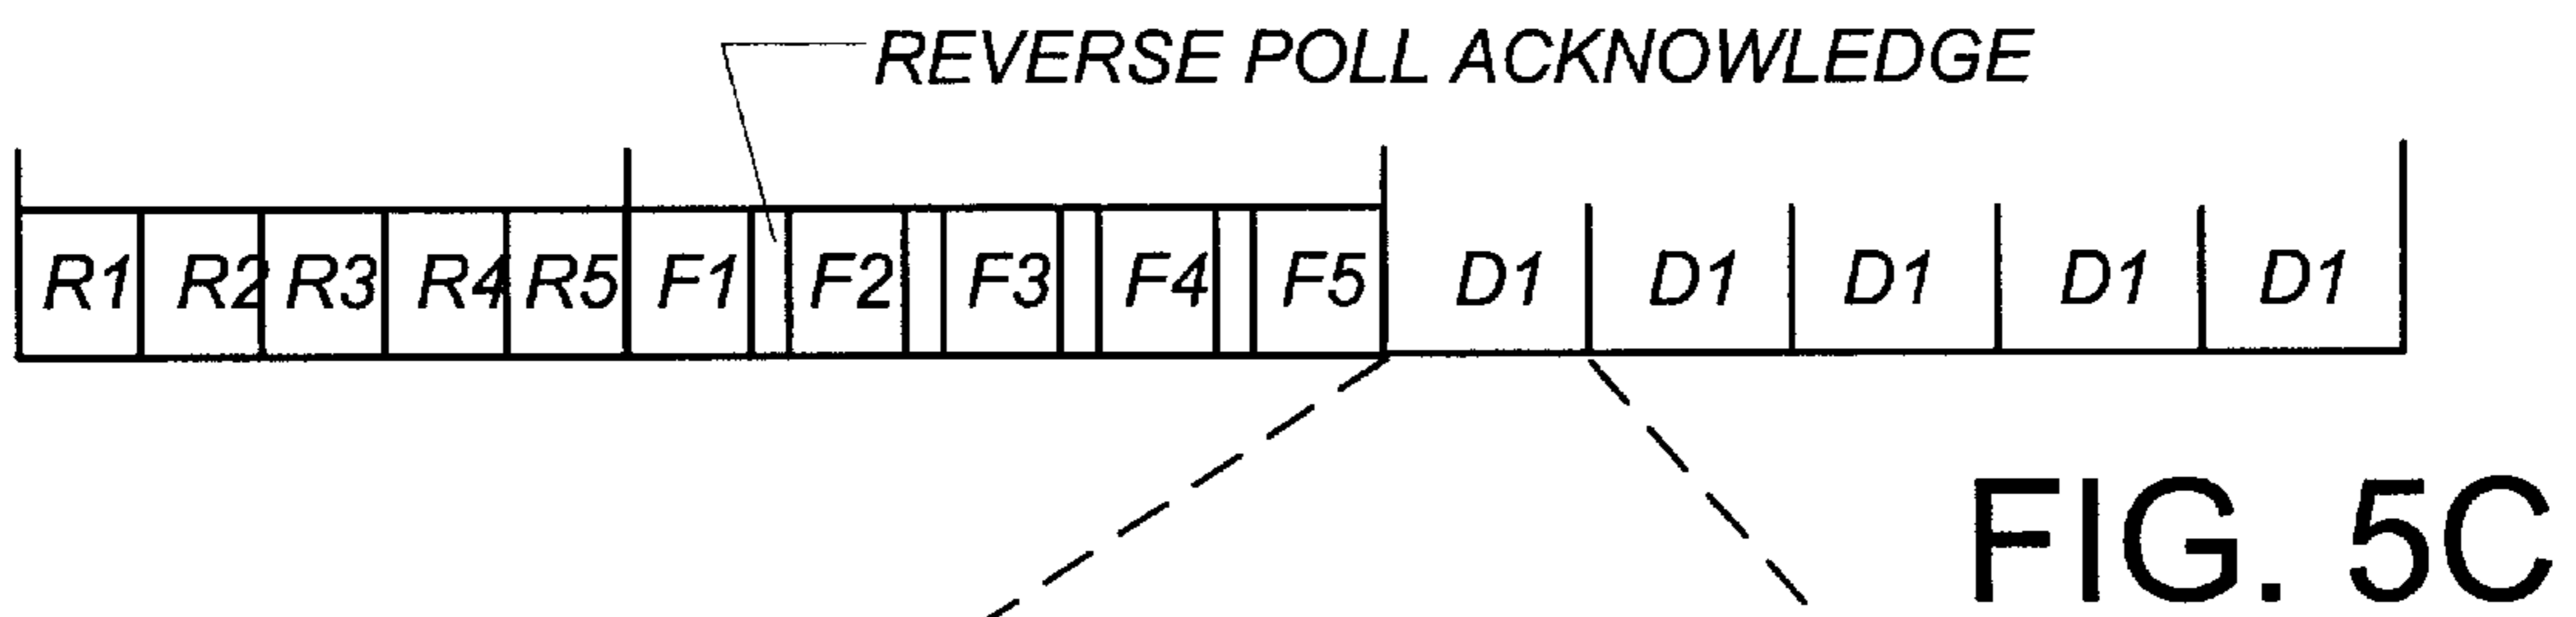 REVERSE POLL ACKNOWLEDGE
R1 R2 R3 R4 R5 F1 F2 F3 F4 F5 D1 D1 D1 D1 D1
FIG. 5C